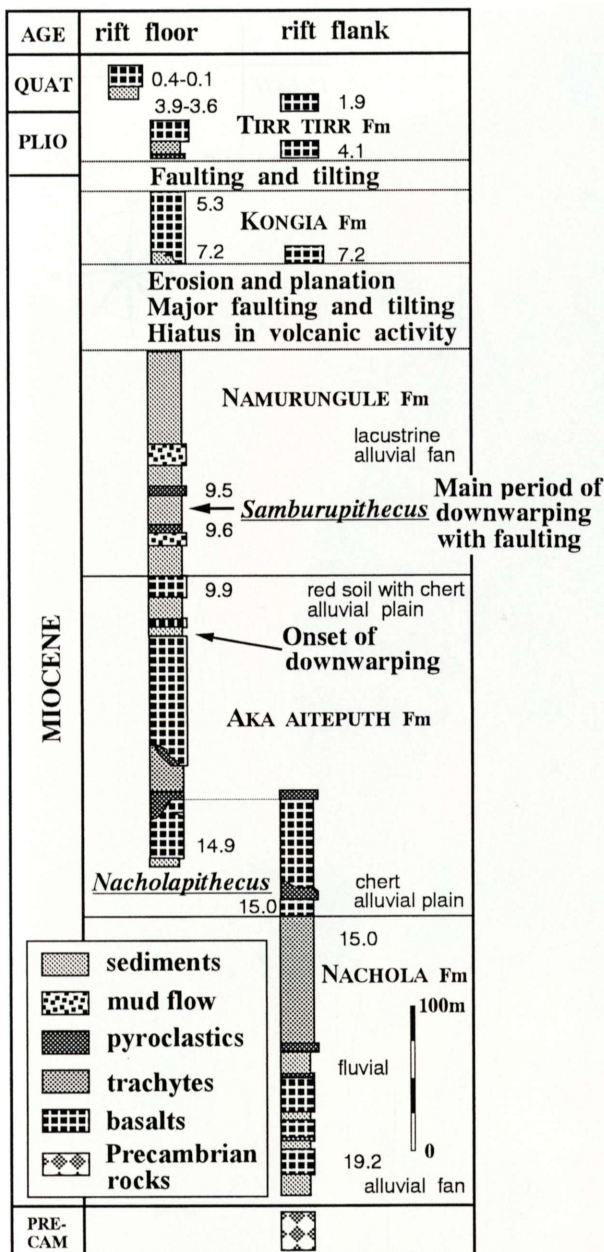 AGE rift floor rift flank
QUAT
0.4-0.1
3.9-3.6
1.9
TIRR TIRR Fm
PLIO
4.1
Faulting and tilting
5.3
KONGIA Fm
7.2
7.2
Erosion and planation
Major faulting and tilting
Hiatus in volcanic activity
NAMURUNGULE Fm
lacustrine
alluvial fan
9.5
Samburupithecus
9.6
Main period of
downwarping
with faulting
9.9
red soil with chert
alluvial plain
Onset of
downwarping
MIOCENE
AKA AITEPUTH Fm
14.9
Nacholapithecus
15.0
chert
alluvial plain
15.0
NACHOLA Fm
100m
fluvial
0
19.2
alluvial fan
sediments
mud flow
pyroclastics
trachytes
basalts
Precambrian
rocks
PRE-
CAM